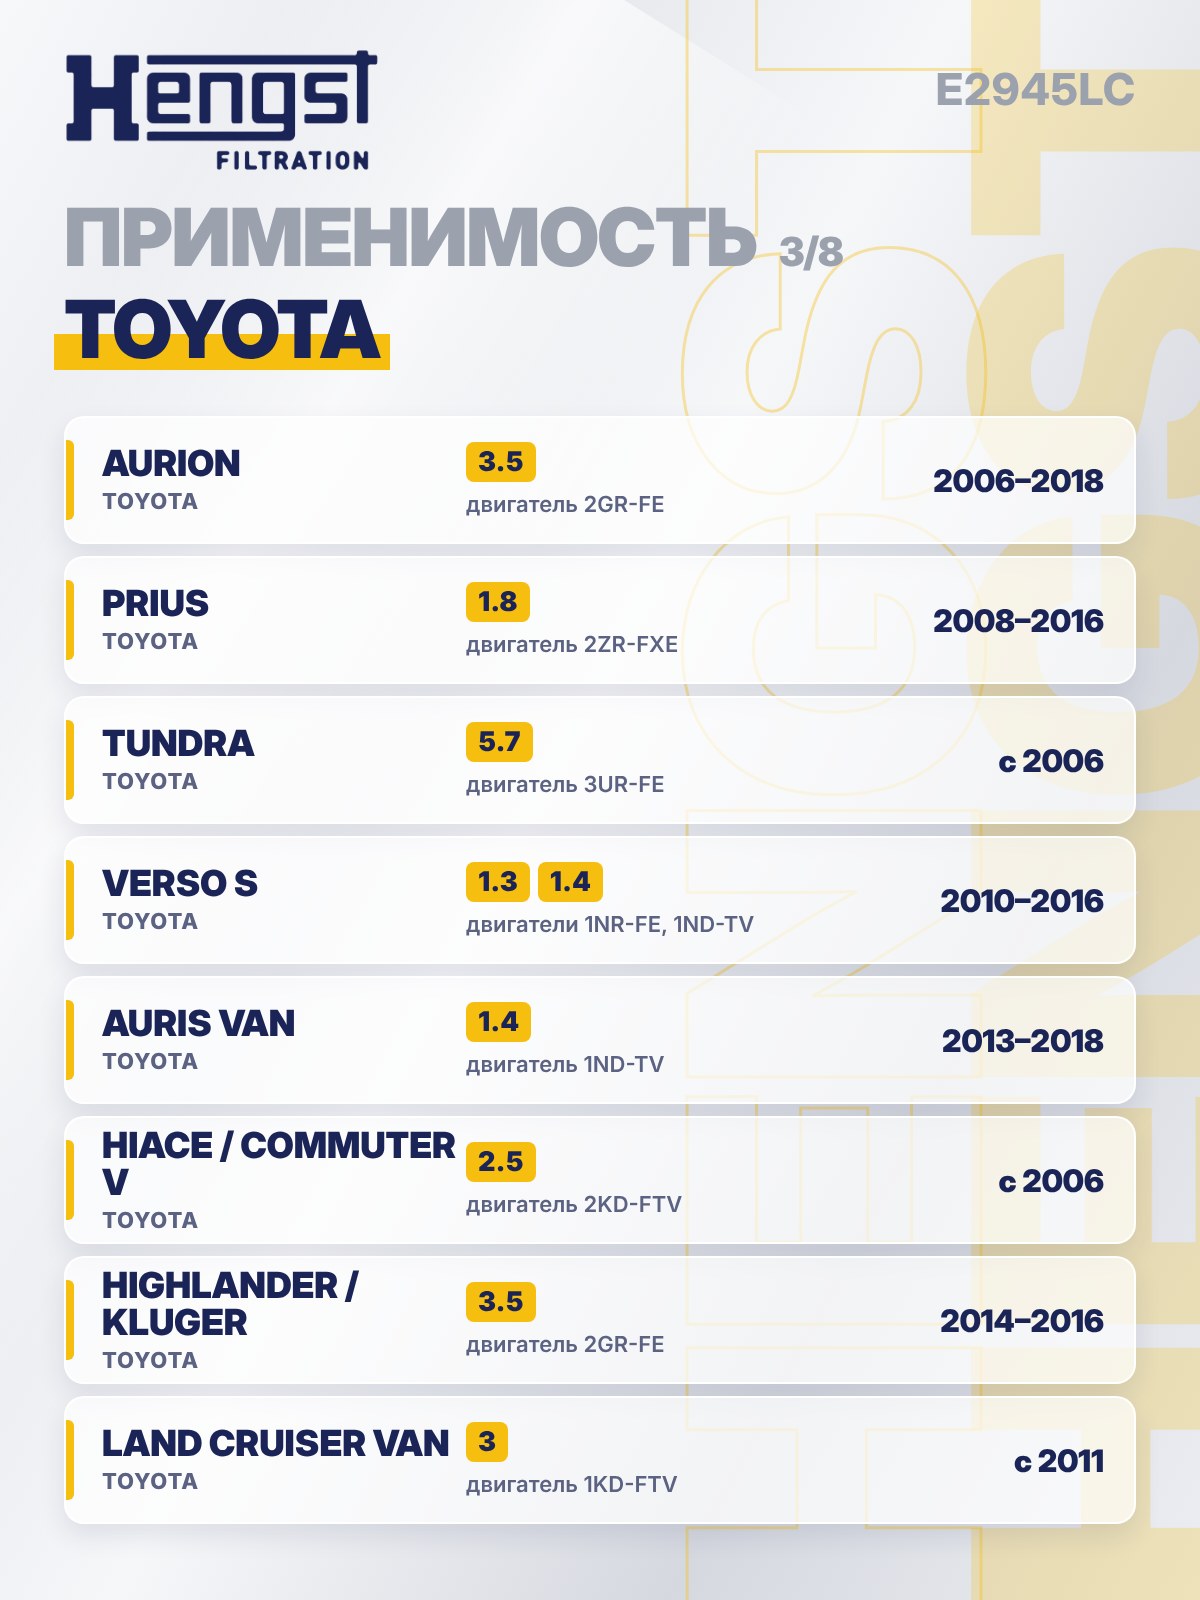 Hengst
FILTRATION
E2945LC
ПРИМЕНИМОСТЬ 3/8
TOYOTA
AURION
TOYOTA
3.5
двигатель 2GR-FE
2006–2018
PRIUS
TOYOTA
1.8
двигатель 2ZR-FXE
2008–2016
TUNDRA
TOYOTA
5.7
двигатель 3UR-FE
с 2006
VERSO S
TOYOTA
1.3 1.4
двигатели 1NR-FE, 1ND-TV
2010–2016
AURIS VAN
TOYOTA
1.4
двигатель 1ND-TV
2013–2018
HIACE / COMMUTER
V
TOYOTA
2.5
двигатель 2KD-FTV
с 2006
HIGHLANDER /
KLUGER
TOYOTA
3.5
двигатель 2GR-FE
2014–2016
LAND CRUISER VAN
TOYOTA
3
двигатель 1KD-FTV
с 2011
HENGST
HENGST